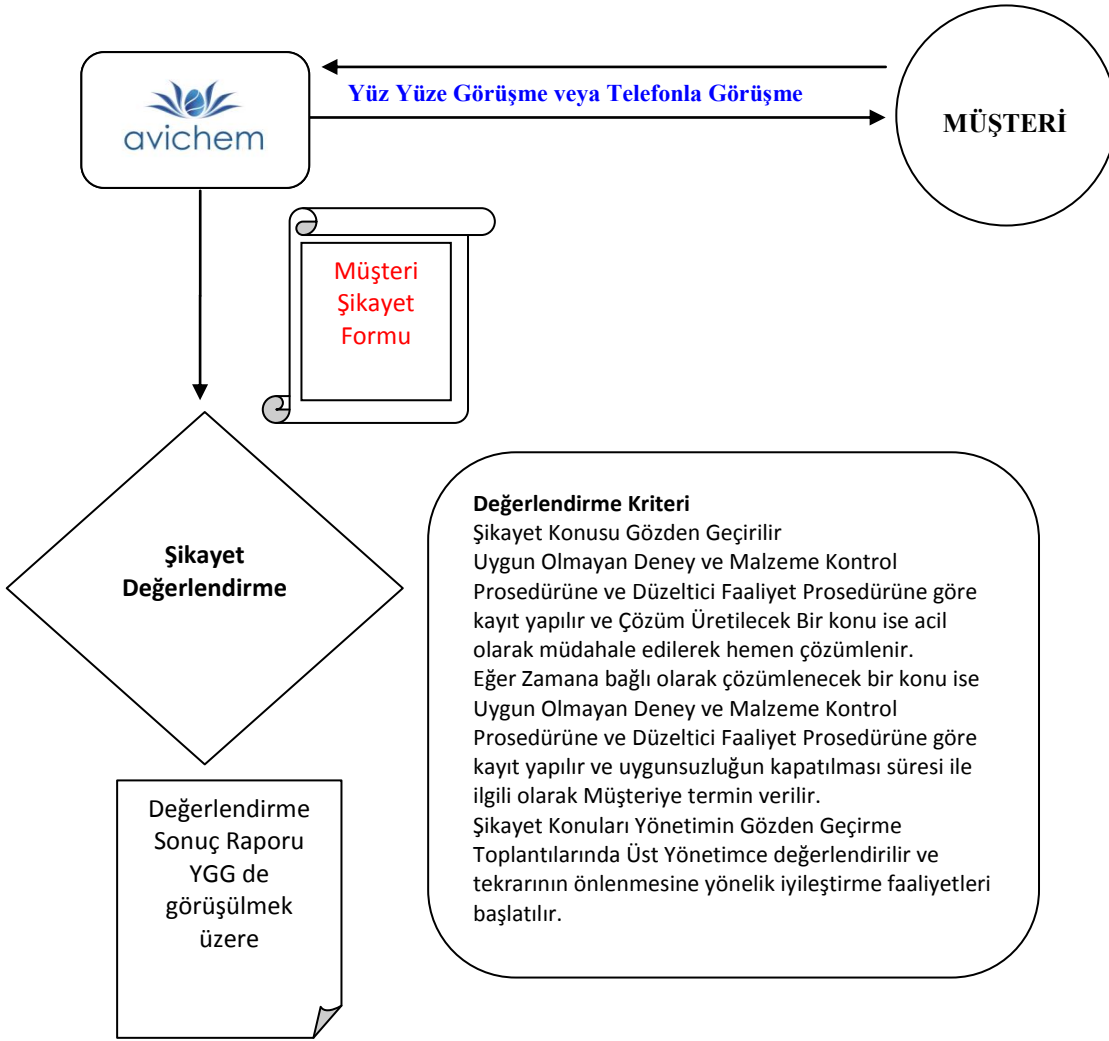 avichem
Yüz Yüze Görüşme veya Telefonla Görüşme
MÜŞTERİ
Müşteri
Şikayet
Formu
Şikayet
Değerlendirme
Değerlendirme Kriteri
Şikayet Konusu Gözden Geçirilir
Uygun Olmayan Deney ve Malzeme Kontrol
Prosedürüne ve Düzeltici Faaliyet Prosedürüne göre
kayıt yapılır ve Çözüm Üretilecek Bir konu ise acil
olarak müdahale edilerek hemen çözümlenir.
Eğer Zamana bağlı olarak çözümlenecek bir konu ise
Uygun Olmayan Deney ve Malzeme Kontrol
Prosedürüne ve Düzeltici Faaliyet Prosedürüne göre
kayıt yapılır ve uygunsuzluğun kapatılması süresi ile
ilgili olarak Müşteriye termin verilir.
Şikayet Konuları Yönetimin Gözden Geçirme
Toplantılarında Üst Yönetimce değerlendirilir ve
tekrarının önlenmesine yönelik iyileştirme faaliyetleri
başlatılır.
Değerlendirme
Sonuç Raporu
YGG de
görüşülmek
üzere